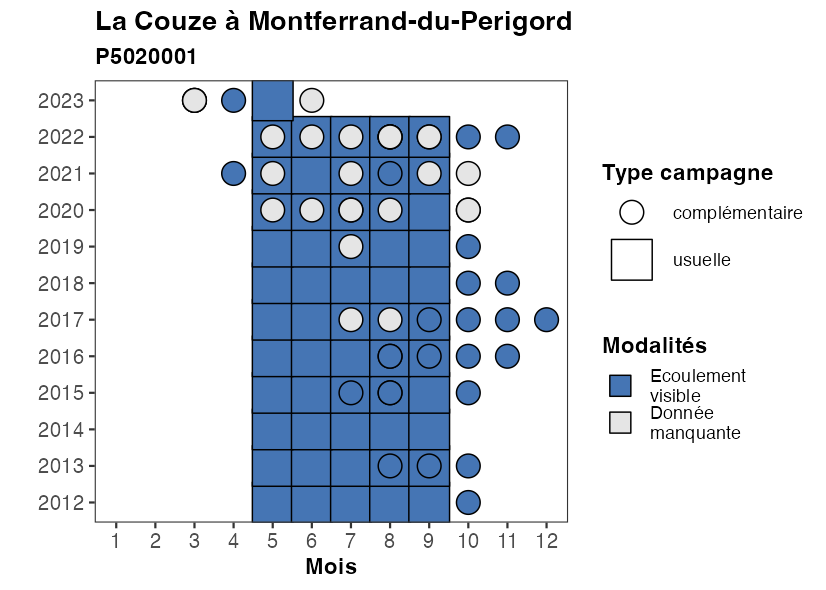 La Couze à Montferrand-du-Perigord
P5020001
2023
2022
2021
2020
2019
2018
2017
2016
2015
2014
2013
2012
1 2 3 4 5 6 7 8 9 10 11 12
Mois
Type campagne
complémentaire
usuelle
Modalités
Ecoulement
visible
Donnée
manquante